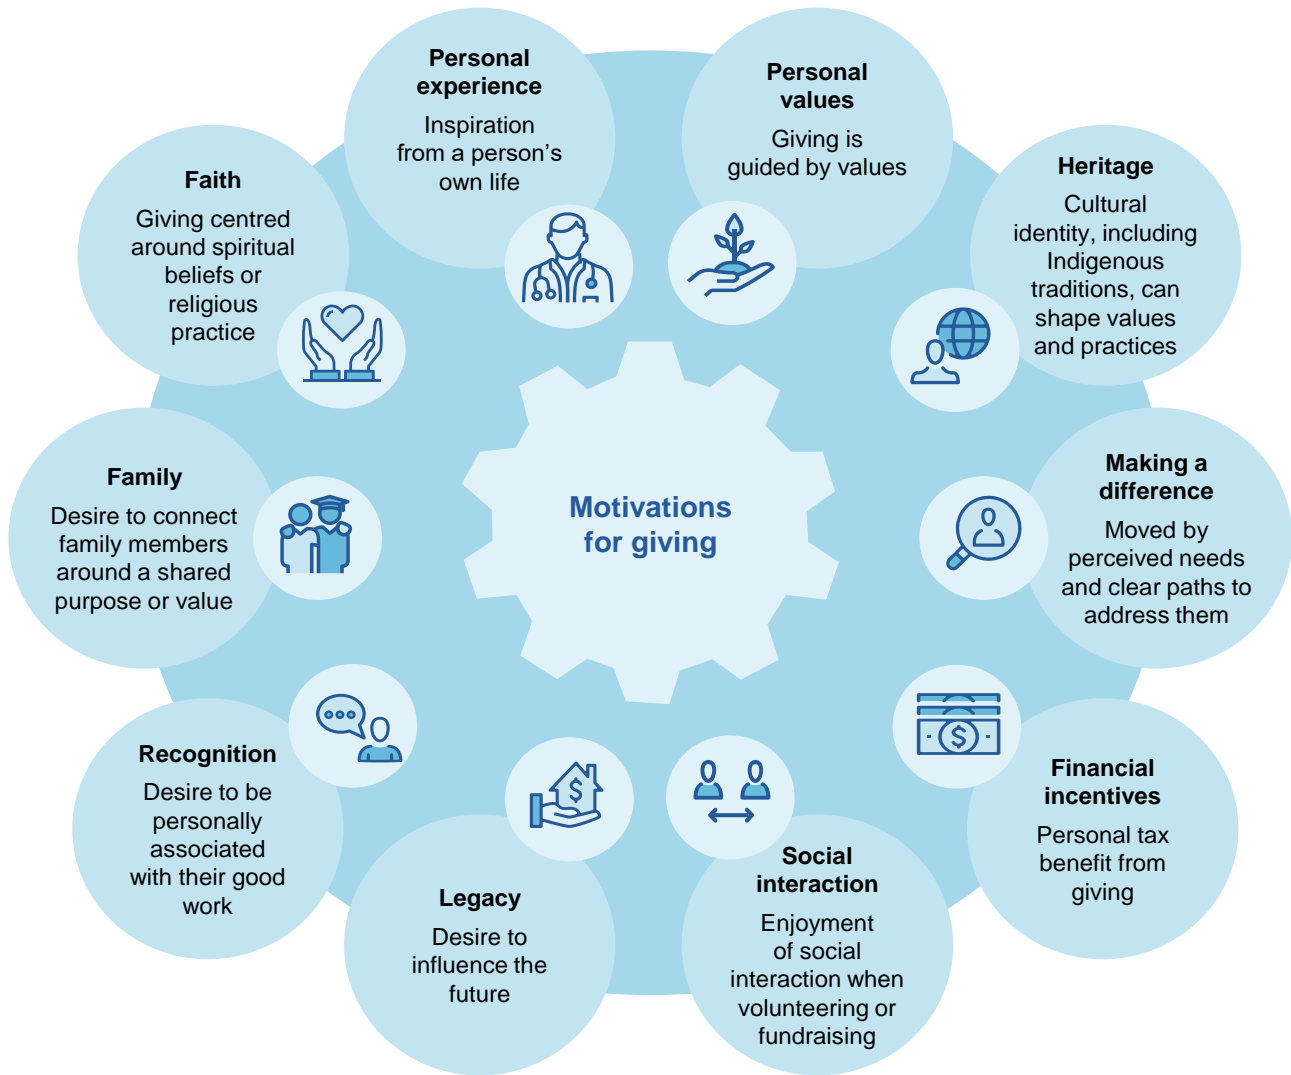 Personal
experience
Inspiration
from a person's
own life
Personal
values
Giving is
guided by values
Heritage
Cultural
identity, including
Indigenous
traditions, can
shape values
and practices
Making a
difference
Moved by
perceived needs
and clear paths to
address them
Financial
incentives
Personal tax
benefit from
giving
Social
interaction
Enjoyment
of social
interaction when
volunteering or
fundraising
Legacy
Desire to
influence the
future
Recognition
Desire to be
personally
associated
with their good
work
Family
Desire to connect
family members
around a shared
purpose or value
Faith
Giving centred
around spiritual
beliefs or
religious
practice
Motivations
for giving
$
$